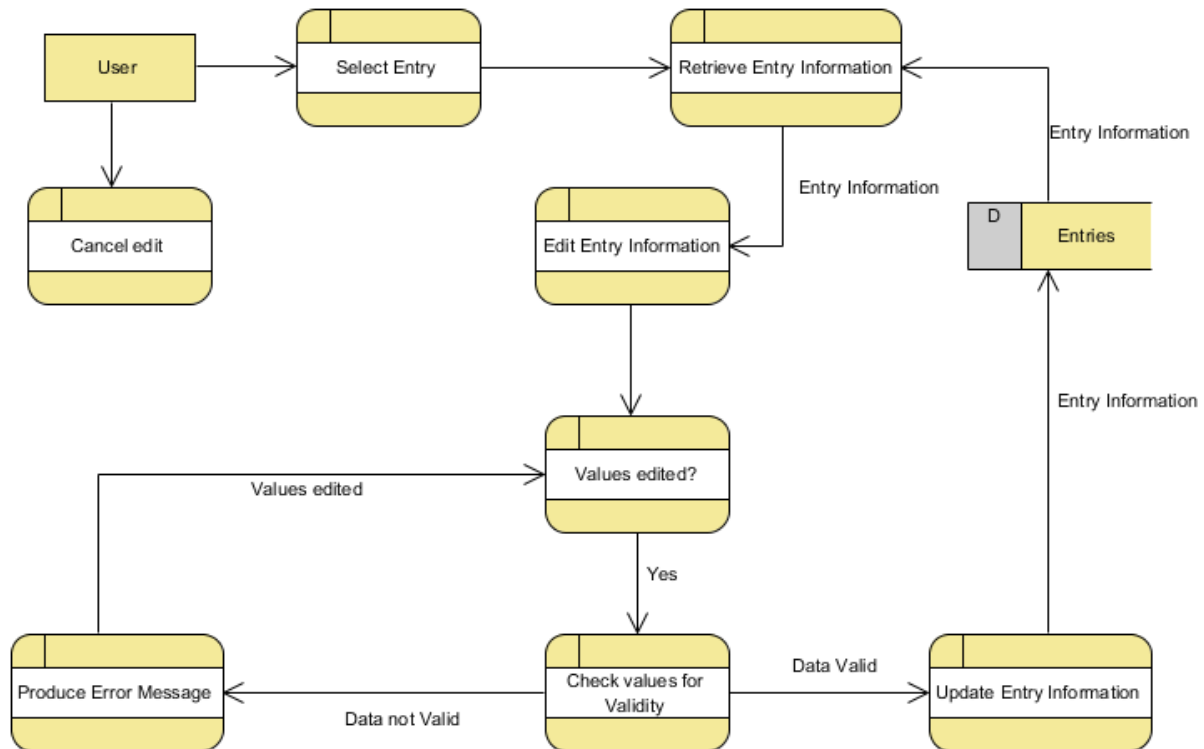 User
Select Entry
Retrieve Entry Information
Entry Information
Entry Information
Cancel edit
Edit Entry Information
D
Entries
Entry Information
Values edited?
Values edited
Yes
Produce Error Message
Data not Valid
Check values for
Validity
Data Valid
Update Entry Information